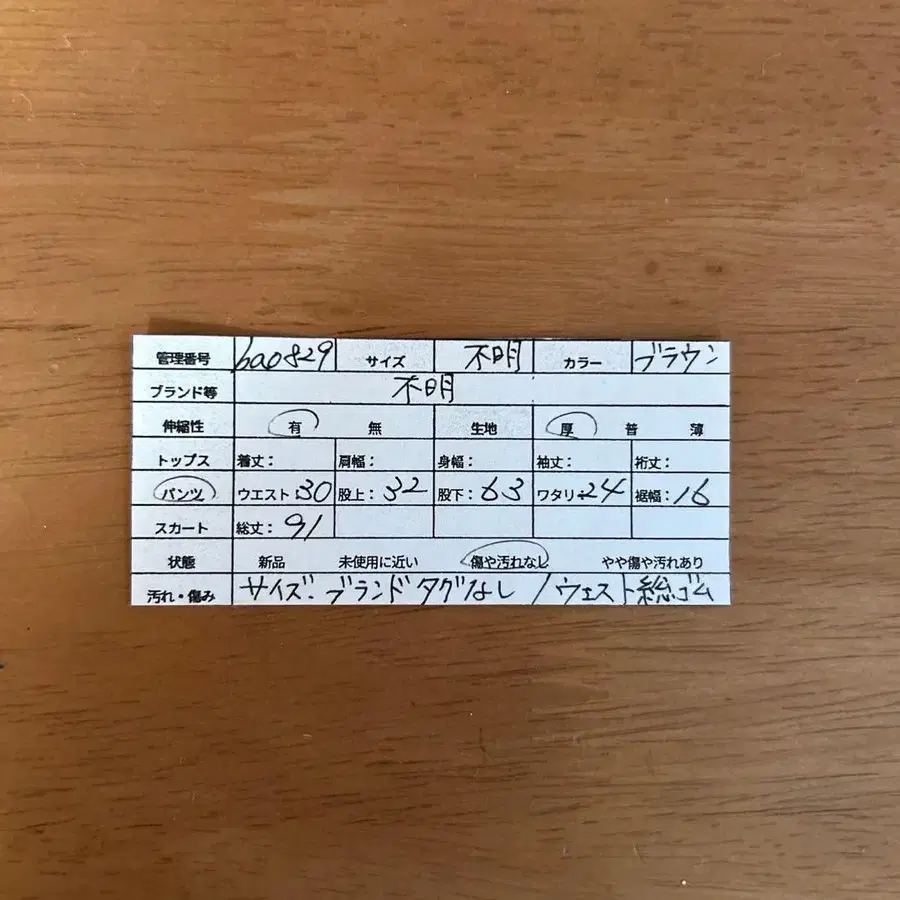 管理番号 bao829 サイズ 不明 カラー ブラウン
ブランド等 不明
伸縮性 有 無 生地 厚 普 薄
トップス 着丈: 肩幅: 身幅: 袖丈: 裄丈:
パンツ ウエスト:30 股上:32 股下:63 ワタリ:24 裾幅:16
スカート 総丈:91
状態 新品 未使用に近い 傷や汚れなし やや傷や汚れあり
汚れ・傷み サイズ・ブランドタグなし/ウェスト総ゴム